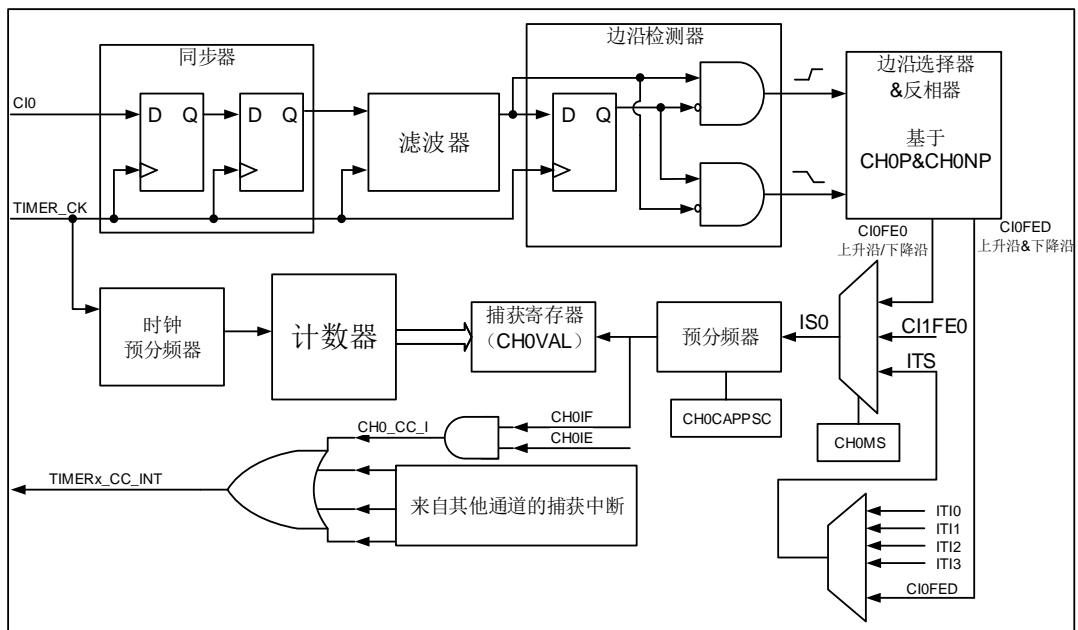 同步器
边沿检测器
CI0
D Q
D Q
滤波器
D Q
边沿选择器
&反相器
基于
CH0P&CH0NP
TIMER_CK
CI0FE0
上升沿/下降沿
CI0FED
上升沿&下降沿
时钟
预分频器
计数器
捕获寄存器
（CH0VAL）
预分频器
IS0
CI1FE0
ITS
CH0CAPPSC
CH0MS
CH0_CC_I
CH0IF
CH0IE
TIMERx_CC_INT
来自其他通道的捕获中断
ITI0
ITI1
ITI2
ITI3
CI0FED